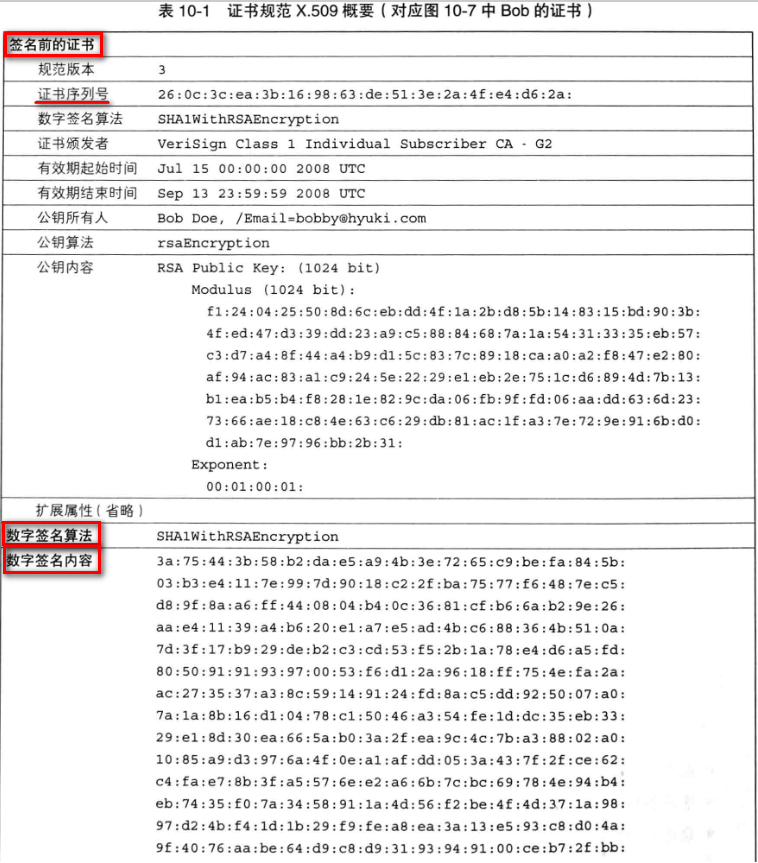 表 10-1 证书规范 X.509 概要(对应图 10-7 中 Bob 的证书)
签名前的证书
规范版本 3
证书序列号 26:0c:3c:ea:3b:16:98:63:de:51:3e:2a:4f:e4:d6:2a:
数字签名算法 SHA1WithRSAEncryption
证书颁发者 VeriSign Class 1 Individual Subscriber CA - G2
有效期起始时间 Jul 15 00:00:00 2008 UTC
有效期结束时间 Sep 13 23:59:59 2008 UTC
公钥所有人 Bob Doe, /Email=bobby@hyuki.com
公钥算法 rsaEncryption
公钥内容 RSA Public Key: (1024 bit)
Modulus (1024 bit):
f1:24:04:25:50:8d:6c:eb:dd:4f:1a:2b:d8:5b:14:83:15:bd:90:3b:
4f:ed:47:d3:39:dd:23:a9:c5:88:84:68:7a:1a:54:31:33:35:eb:57:
c3:d7:a4:8f:44:a4:b9:d1:5c:83:7c:89:18:ca:a0:a2:f8:47:e2:80:
af:94:ac:83:a1:c9:24:5e:22:29:e1:eb:2e:75:1c:d6:89:4d:7b:13:
b1:ea:b5:b4:f8:28:1e:82:9c:da:06:fb:9f:fd:06:aa:dd:63:6d:23:
73:66:ae:18:c8:4e:63:c6:29:db:81:ac:1f:a3:7e:72:9e:91:6b:d0:
d1:ab:7e:97:96:bb:2b:31:
Exponent:
00:01:00:01:
扩展属性(省略)
数字签名算法 SHA1WithRSAEncryption
数字签名内容 3a:75:44:3b:58:b2:da:e5:a9:4b:3e:72:65:c9:be:fa:84:5b:
03:b3:e4:11:7e:99:7d:90:18:c2:2f:ba:75:77:f6:48:7e:c5:
d8:9f:8a:a6:ff:44:08:04:b4:0c:36:81:cf:b6:6a:b2:9e:26:
aa:e4:11:39:a4:b6:20:e1:a7:e5:ad:4b:c6:88:36:4b:51:0a:
7d:3f:17:b9:29:de:b2:c3:cd:53:f5:2b:1a:78:e4:d6:a5:fd:
80:50:91:91:93:97:00:53:f6:d1:2a:96:18:ff:75:4e:fa:2a:
ac:27:35:37:a3:8c:59:14:91:24:fd:8a:c5:dd:92:50:07:a0:
7a:1a:8b:16:d1:04:78:c1:50:46:a3:54:fe:1d:dc:35:eb:33:
29:e1:8d:30:ea:66:5a:b0:3a:2f:ea:9c:4c:7b:a3:88:02:a0:
10:85:a9:d3:97:6a:4f:0e:a1:af:dd:05:3a:43:7f:2f:ce:62:
c4:fa:e7:8b:3f:a5:57:6e:e2:a6:6b:7c:bc:69:78:4e:94:b4:
eb:74:35:f0:7a:34:58:91:1a:4d:56:f2:be:4f:4d:37:1a:98:
97:d2:4b:f4:1d:1b:29:f9:fe:a8:ea:3a:13:e5:93:c8:d0:4a:
9f:40:76:aa:be:64:d9:c8:d9:31:93:94:91:00:ce:b7:2f:bb: